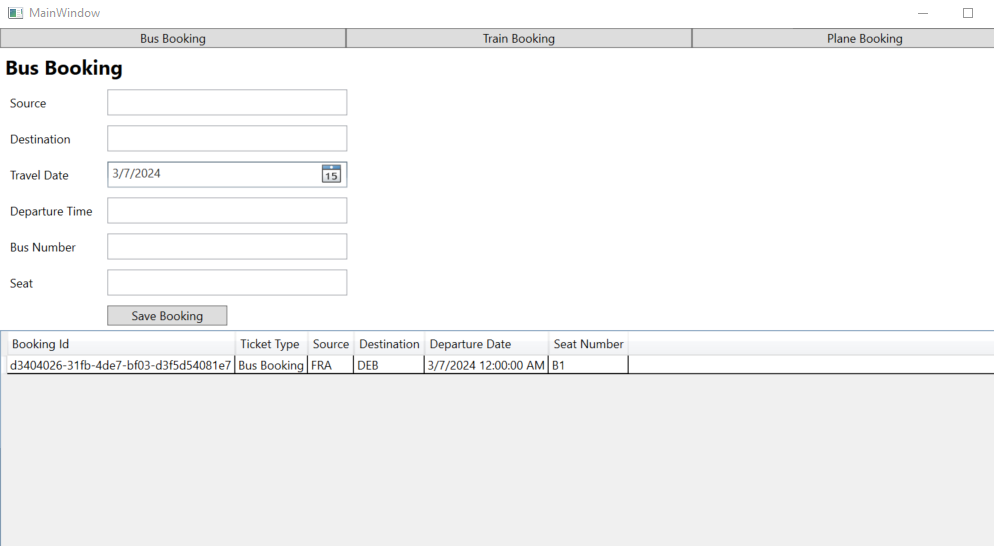 MainWindow
Bus Booking Train Booking Plane Booking
Bus Booking
Source
Destination
Travel Date 3/7/2024 15
Departure Time
Bus Number
Seat
Save Booking
Booking Id Ticket Type Source Destination Departure Date Seat Number
d3404026-31fb-4de7-bf03-d3f5d54081e7 Bus Booking FRA DEB 3/7/2024 12:00:00 AM B1